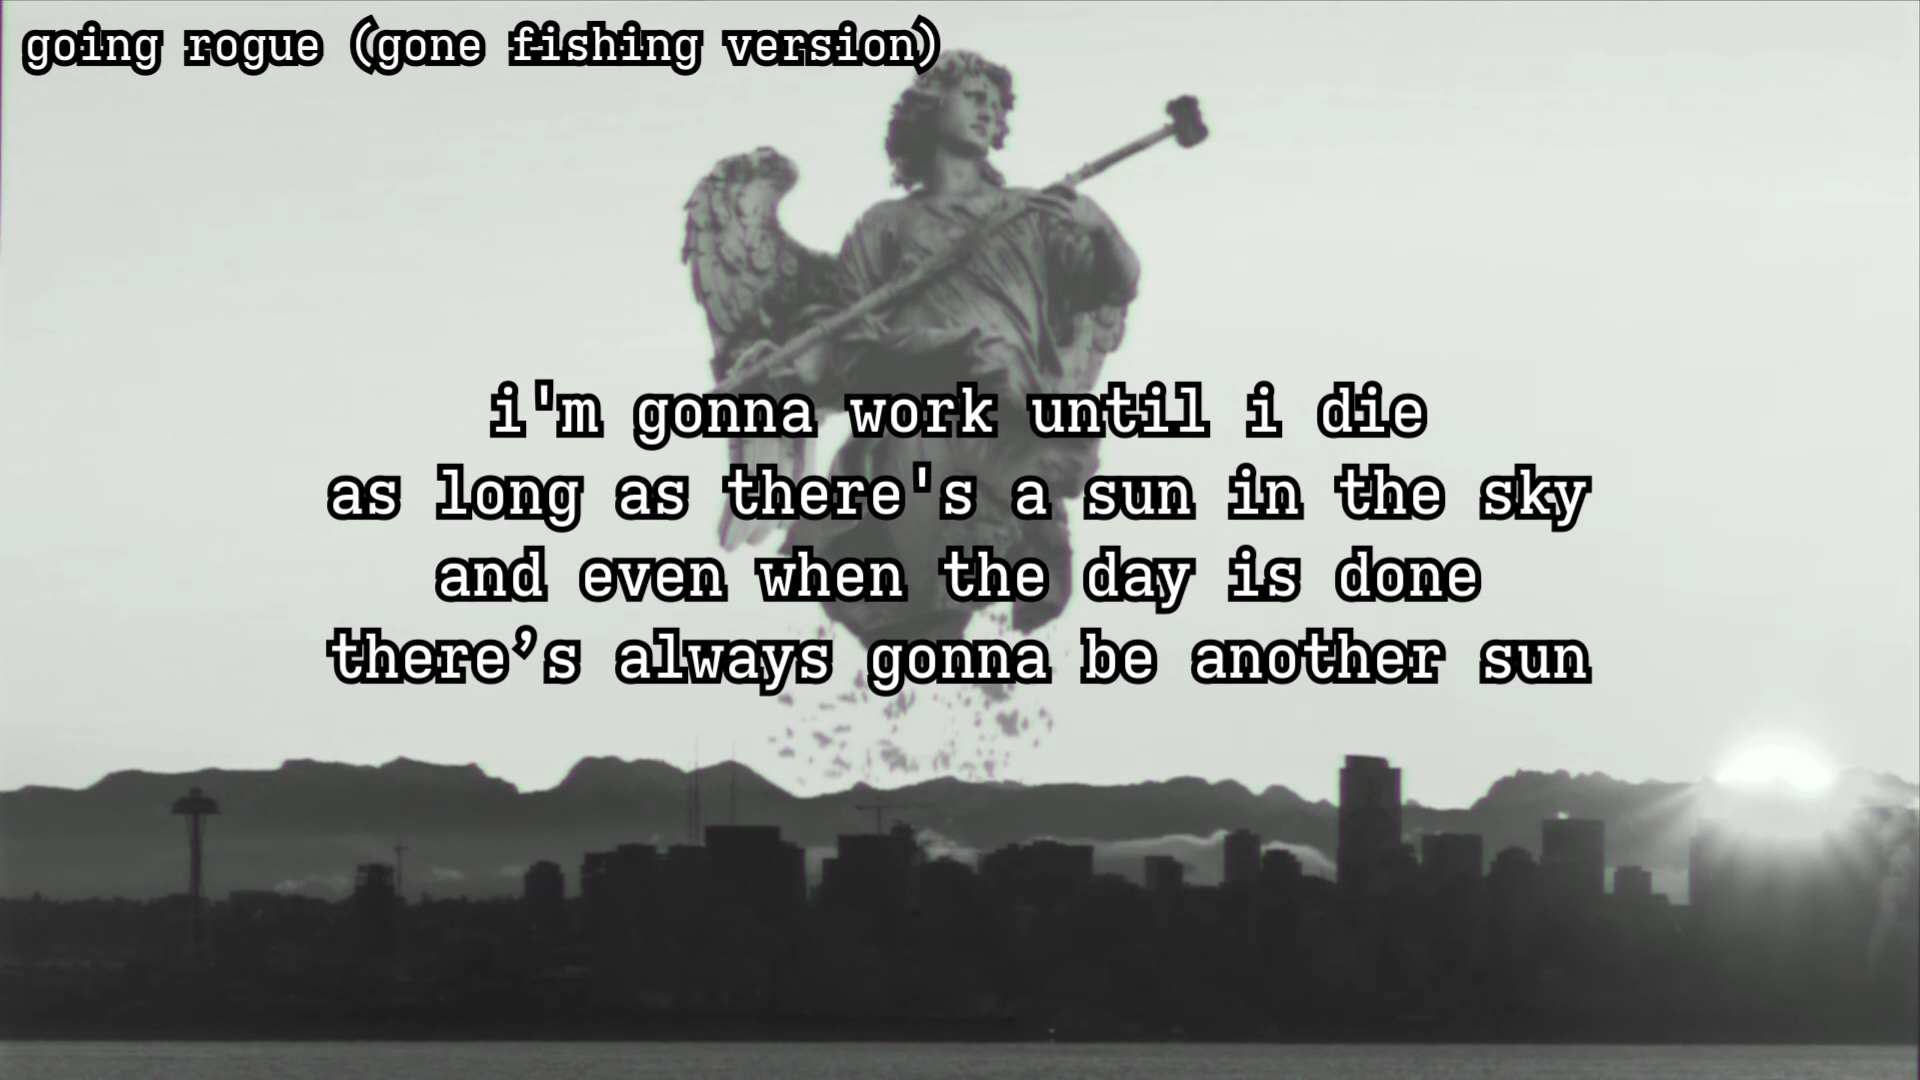 going rogue (gone fishing version)
i'm gonna work until i die
as long as there's a sun in the sky
and even when the day is done
there’s always gonna be another sun